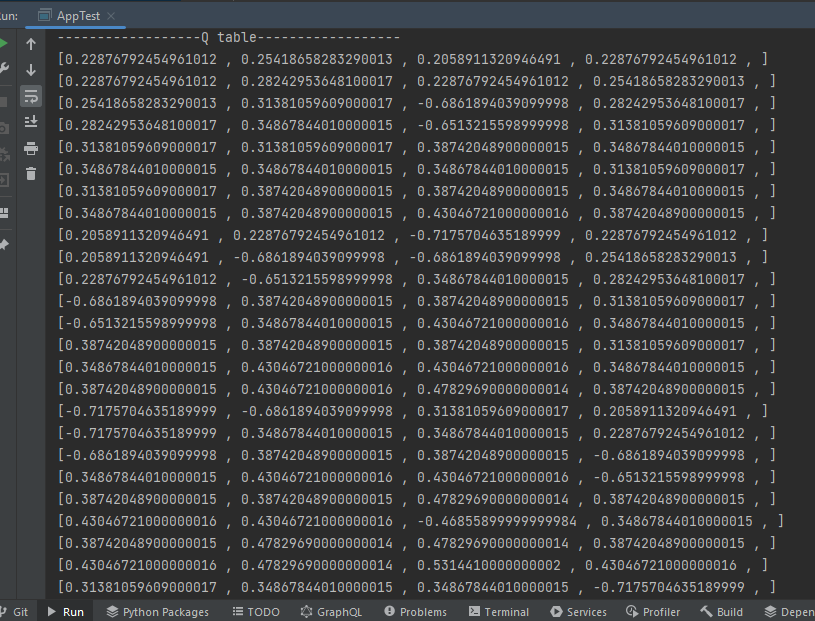 Run: AppTest ×
------------------Q table------------------
[0.22876792454961012 , 0.25418658283290013 , 0.2058911320946491 , 0.22876792454961012 , ]
[0.22876792454961012 , 0.28242953648100017 , 0.22876792454961012 , 0.25418658283290013 , ]
[0.25418658283290013 , 0.31381059609000017 , -0.6861894039099998 , 0.28242953648100017 , ]
[0.28242953648100017 , 0.34867844010000015 , -0.6513215598999998 , 0.31381059609000017 , ]
[0.31381059609000017 , 0.31381059609000017 , 0.38742048900000015 , 0.34867844010000015 , ]
[0.34867844010000015 , 0.34867844010000015 , 0.34867844010000015 , 0.31381059609000017 , ]
[0.31381059609000017 , 0.38742048900000015 , 0.38742048900000015 , 0.34867844010000015 , ]
[0.34867844010000015 , 0.38742048900000015 , 0.43046721000000016 , 0.38742048900000015 , ]
[0.2058911320946491 , 0.22876792454961012 , -0.7175704635189999 , 0.22876792454961012 , ]
[0.2058911320946491 , -0.6861894039099998 , -0.6861894039099998 , 0.25418658283290013 , ]
[0.22876792454961012 , -0.6513215598999998 , 0.34867844010000015 , 0.28242953648100017 , ]
[-0.6861894039099998 , 0.38742048900000015 , 0.38742048900000015 , 0.31381059609000017 , ]
[-0.6513215598999998 , 0.34867844010000015 , 0.43046721000000016 , 0.34867844010000015 , ]
[0.38742048900000015 , 0.38742048900000015 , 0.38742048900000015 , 0.31381059609000017 , ]
[0.34867844010000015 , 0.43046721000000016 , 0.43046721000000016 , 0.34867844010000015 , ]
[0.38742048900000015 , 0.43046721000000016 , 0.47829690000000014 , 0.38742048900000015 , ]
[-0.7175704635189999 , -0.6861894039099998 , 0.31381059609000017 , 0.2058911320946491 , ]
[-0.7175704635189999 , 0.34867844010000015 , 0.34867844010000015 , 0.22876792454961012 , ]
[-0.6861894039099998 , 0.38742048900000015 , 0.38742048900000015 , -0.6861894039099998 , ]
[0.34867844010000015 , 0.43046721000000016 , 0.43046721000000016 , -0.6513215598999998 , ]
[0.38742048900000015 , 0.38742048900000015 , 0.47829690000000014 , 0.38742048900000015 , ]
[0.43046721000000016 , 0.43046721000000016 , -0.46855899999999984 , 0.34867844010000015 , ]
[0.38742048900000015 , 0.47829690000000014 , 0.47829690000000014 , 0.38742048900000015 , ]
[0.43046721000000016 , 0.47829690000000014 , 0.5314410000000002 , 0.43046721000000016 , ]
[0.31381059609000017 , 0.34867844010000015 , 0.34867844010000015 , -0.7175704635189999 , ]
Git Run Python Packages TODO GraphQL Problems Terminal Services Profiler Build Depen